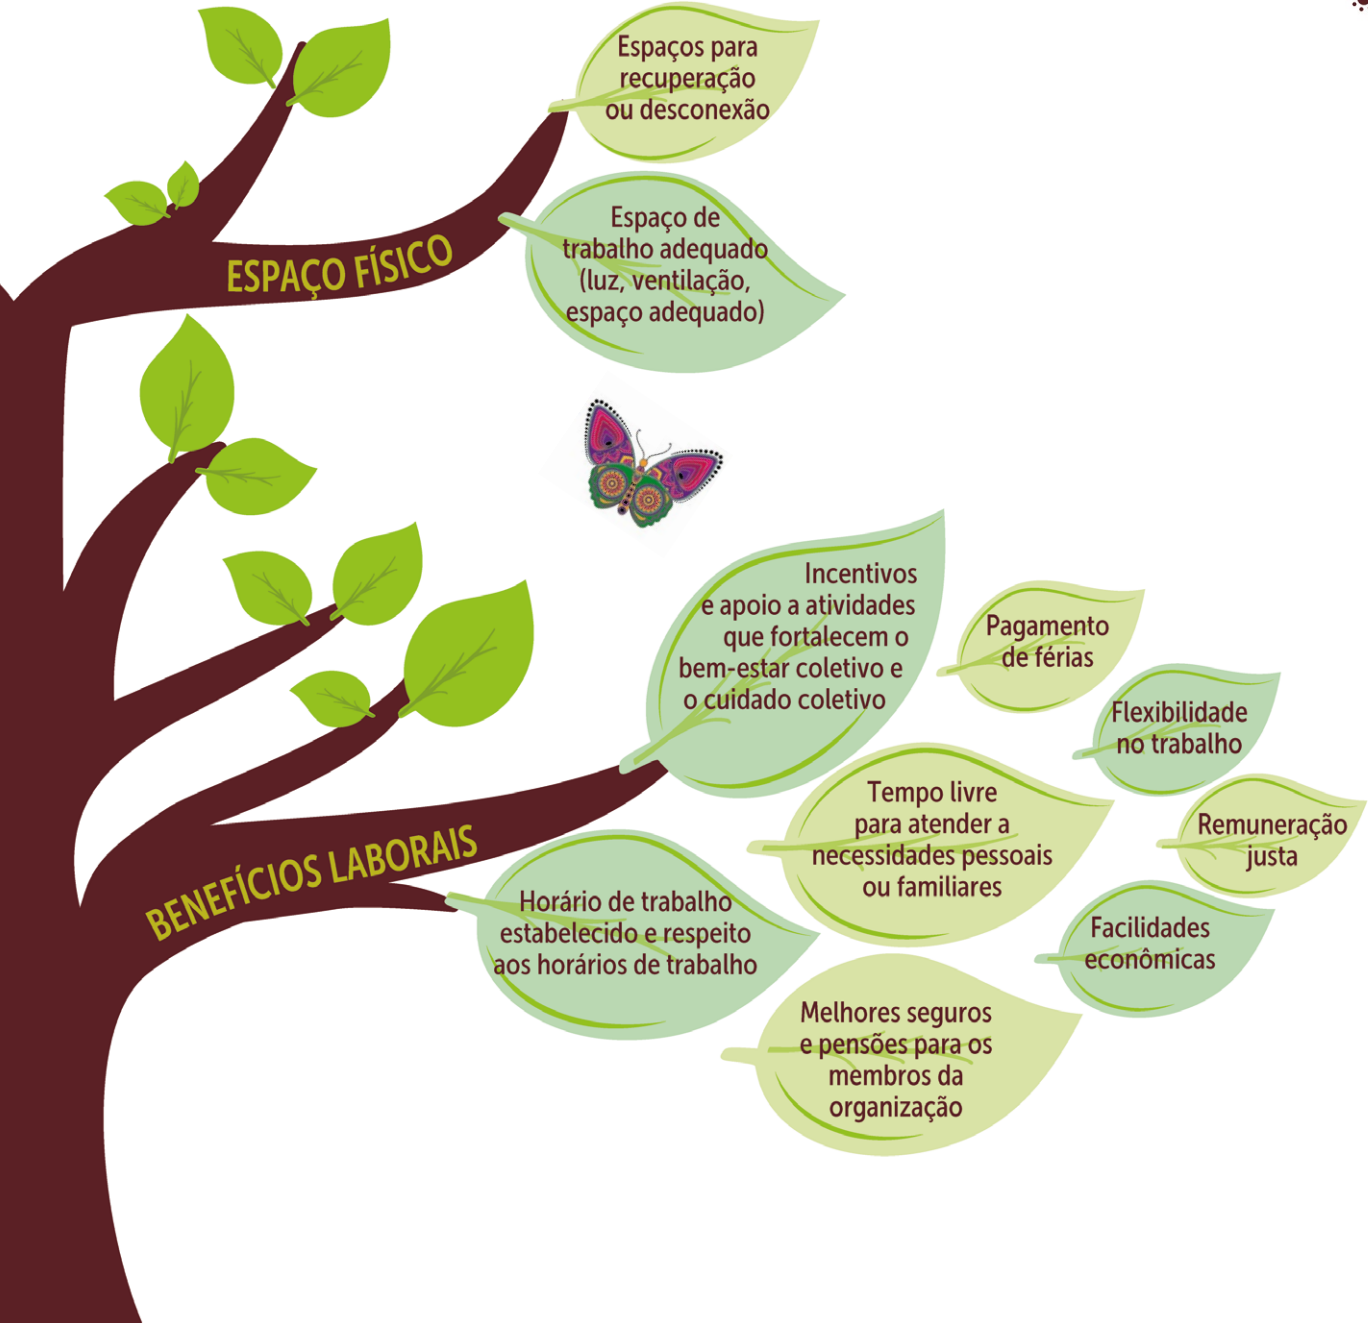 Espaços para
recuperação
ou desconexão
ESPAÇO FÍSICO
Espaço de
trabalho adequado
(luz, ventilação,
espaço adequado)
Incentivos
e apoio a atividades
que fortalecem o
bem-estar coletivo e
o cuidado coletivo
Pagamento
de férias
Flexibilidade
no trabalho
Tempo livre
para atender a
necessidades pessoais
ou familiares
Remuneração
justa
BENEFÍCIOS LABORAIS
Horário de trabalho
estabelecido e respeito
aos horários de trabalho
Facilidades
econômicas
Melhores seguros
e pensões para os
membros da
organização